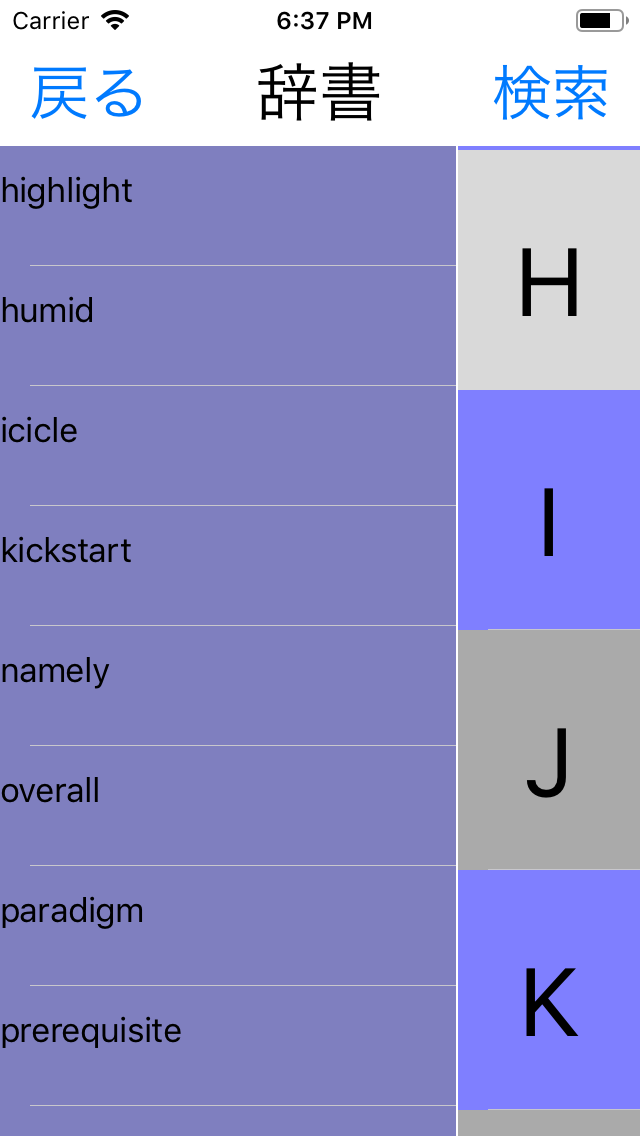 Carrier 6:37 PM
戻る 辞書 検索
highlight
humid
icicle
kickstart
namely
overall
paradigm
prerequisite
H
I
J
K